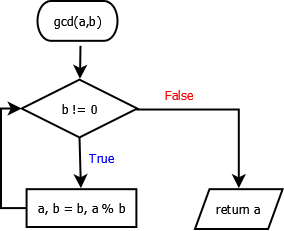 gcd(a,b)
b != 0
False
True
a, b = b, a % b
return a